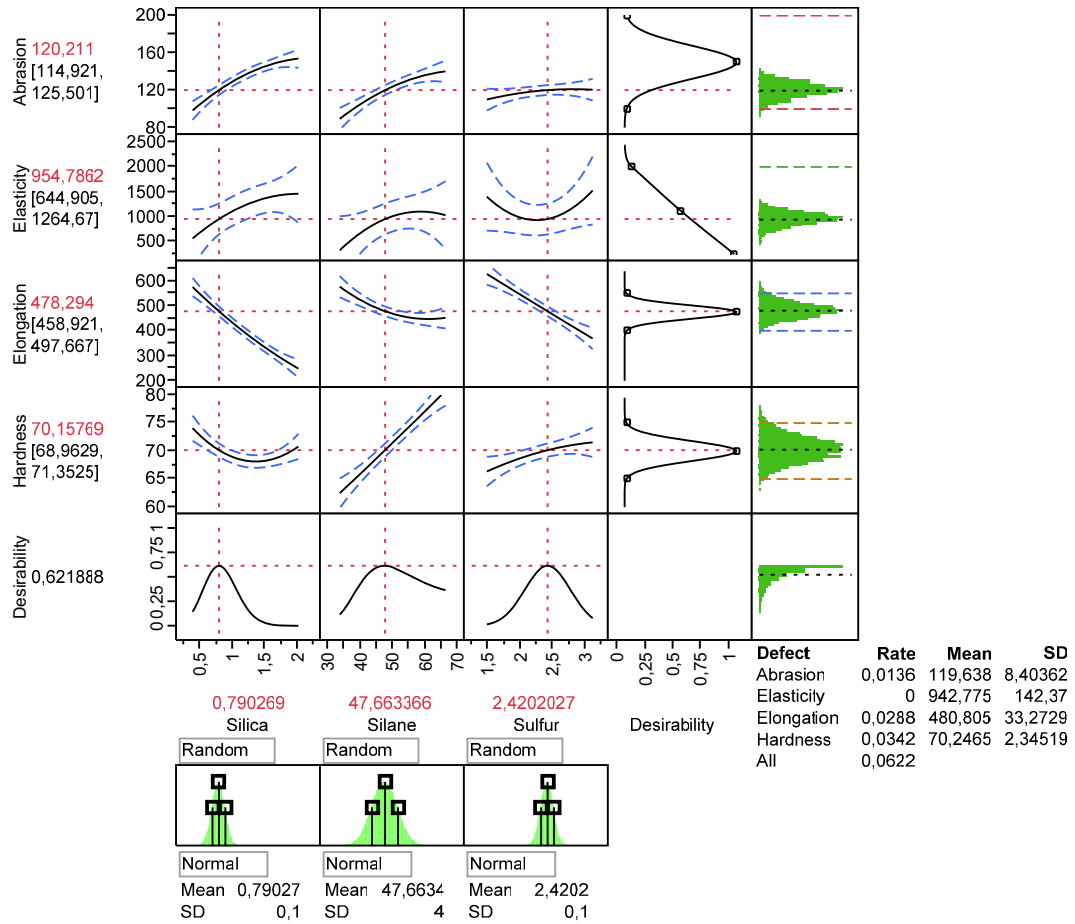 Abrasion
120,211
[114,921,
125,501]
200
160
120
80
Elasticity
954,7862
[644,905,
1264,67]
2500
2000
1500
1000
500
Elongation
478,294
[458,921,
497,667]
600
500
400
300
200
Hardness
70,15769
[68,9629,
71,3525]
80
75
70
65
60
Desirability
0,621888
0 0,25 0,75 1
0,5 1 1,5 2
30 40 50 60 70
1,5 2 2,5 3
0 0,25 0,5 0,75 1
0,790269 47,663366 2,4202027
Silica Silane Sulfur Desirability
Random Random Random
Normal Normal Normal
Mean 0,79027 Mean 47,6634 Mean 2,4202
SD 0,1 SD 4 SD 0,1
Defect Rate Mean SD
Abrasion 0,0136 119,638 8,40362
Elasticity 0 942,775 142,37
Elongation 0,0288 480,805 33,2729
Hardness 0,0342 70,2465 2,34519
All 0,0622